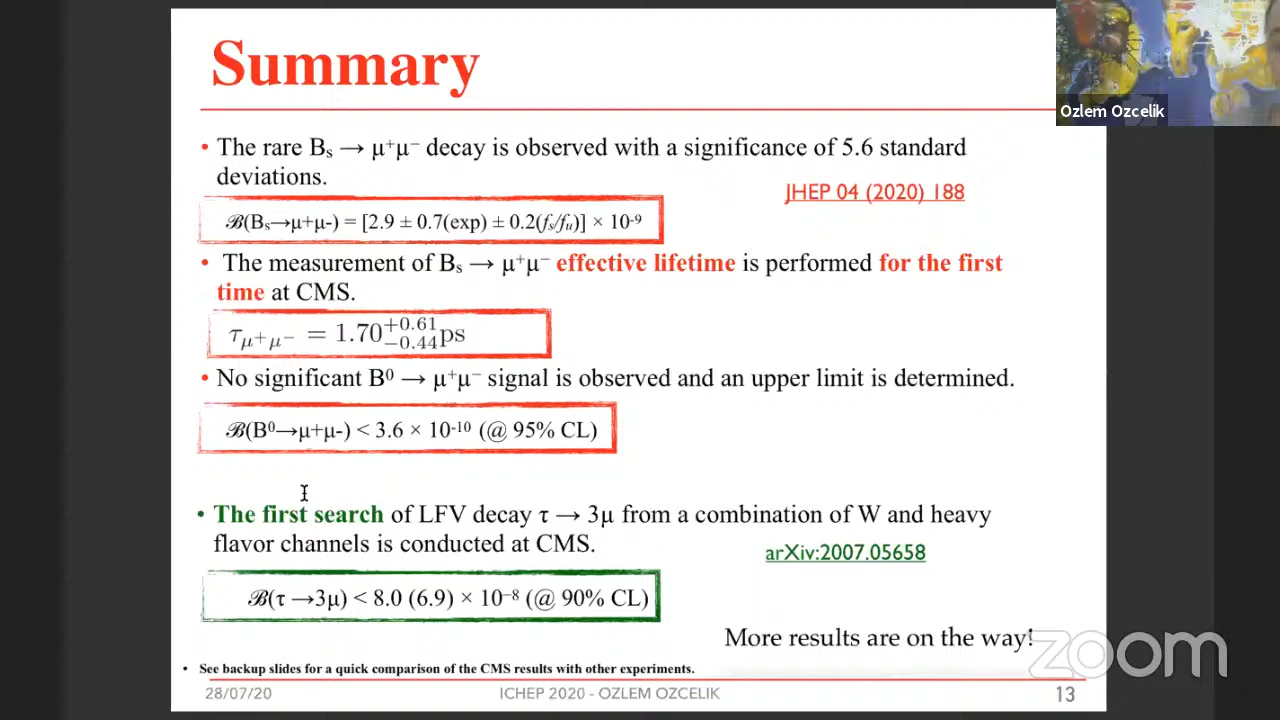 Summary
Ozlem Ozcelik
• The rare Bₛ → μ⁺μ⁻ decay is observed with a significance of 5.6 standard
deviations.
JHEP 04 (2020) 188
ℬ(Bₛ→μ+μ-) = [2.9 ± 0.7(exp) ± 0.2(fs/fu)] × 10⁻⁹
• The measurement of Bₛ → μ⁺μ⁻ effective lifetime is performed for the first
time at CMS.
τ_{μ⁺μ⁻} = 1.70^{+0.61}_{−0.44} ps
• No significant B⁰ → μ⁺μ⁻ signal is observed and an upper limit is determined.
ℬ(B⁰→μ+μ-) < 3.6 × 10⁻¹⁰ (@ 95% CL)
• The first search of LFV decay τ → 3μ from a combination of W and heavy
flavor channels is conducted at CMS.
arXiv:2007.05658
ℬ(τ →3μ) < 8.0 (6.9) × 10⁻⁸ (@ 90% CL)
More results are on the way!
zoom
• See backup slides for a quick comparison of the CMS results with other experiments.
28/07/20 ICHEP 2020 - OZLEM OZCELIK 13